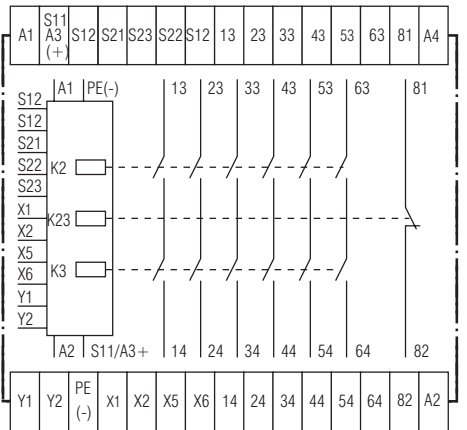 A1 S11 A3 (+) S12 S21 S23 S22 S12 13 23 33 43 53 63 81 A4
A1 PE(-) 13 23 33 43 53 63 81
S12
S12
S21
S22
S23
X1
X2
X5
X6
Y1
Y2
K2
K23
K3
A2 S11/A3+ 14 24 34 44 54 64 82
Y1 Y2 PE (-) X1 X2 X5 X6 14 24 34 44 54 64 82 A2